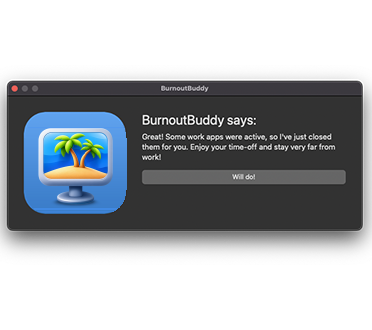 BurnoutBuddy
BurnoutBuddy says:
Great! Some work apps were active, so I've just closed
them for you. Enjoy your time-off and stay very far from
work!
Will do!